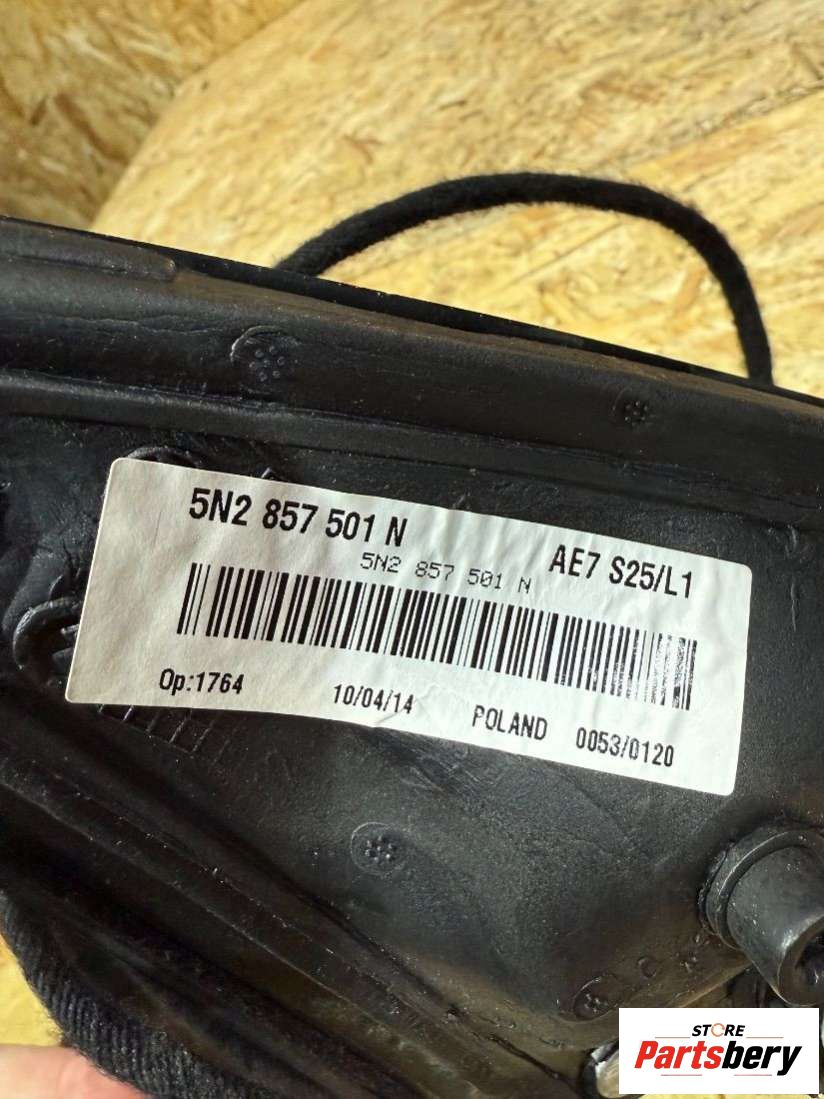 5N2 857 501 N
AE7 S25/L1
5N2 857 501 N
Op:1764
10/04/14
POLAND
0053/0120
STORE
Partsbery